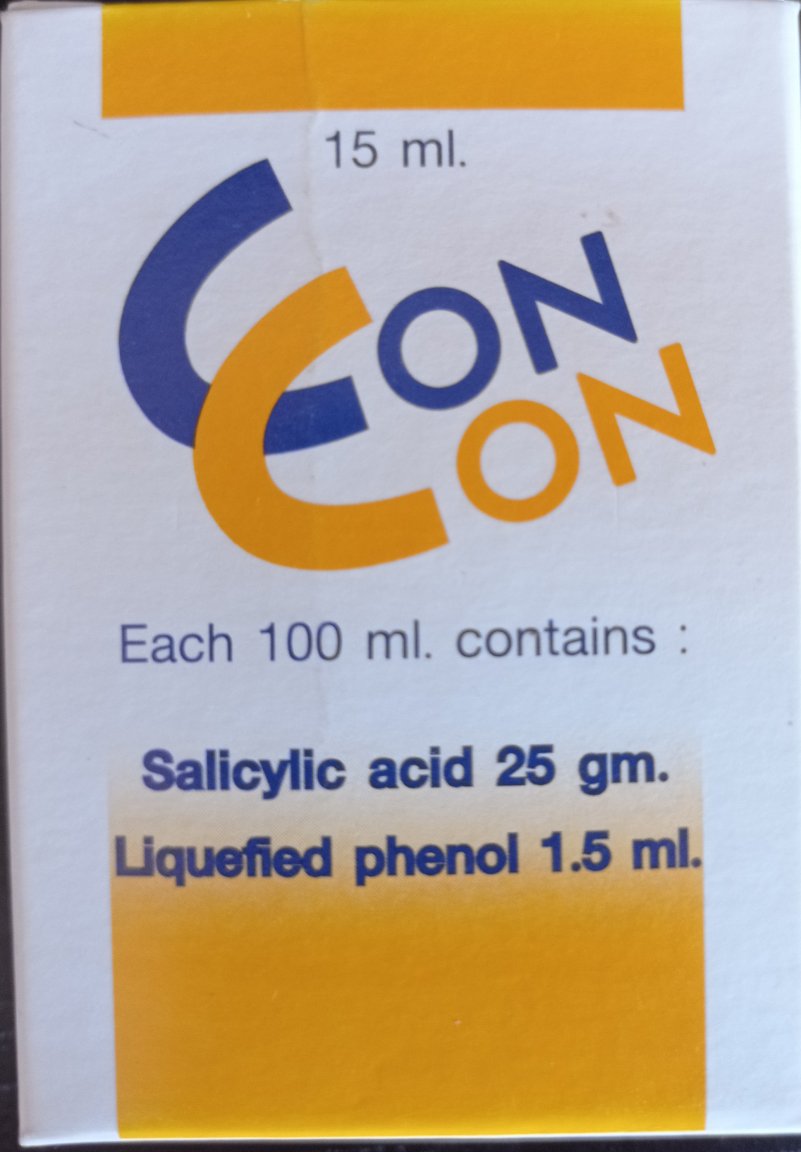 15 ml.
CON
CON
Each 100 ml. contains :
Salicylic acid 25 gm.
Liquefied phenol 1.5 ml.